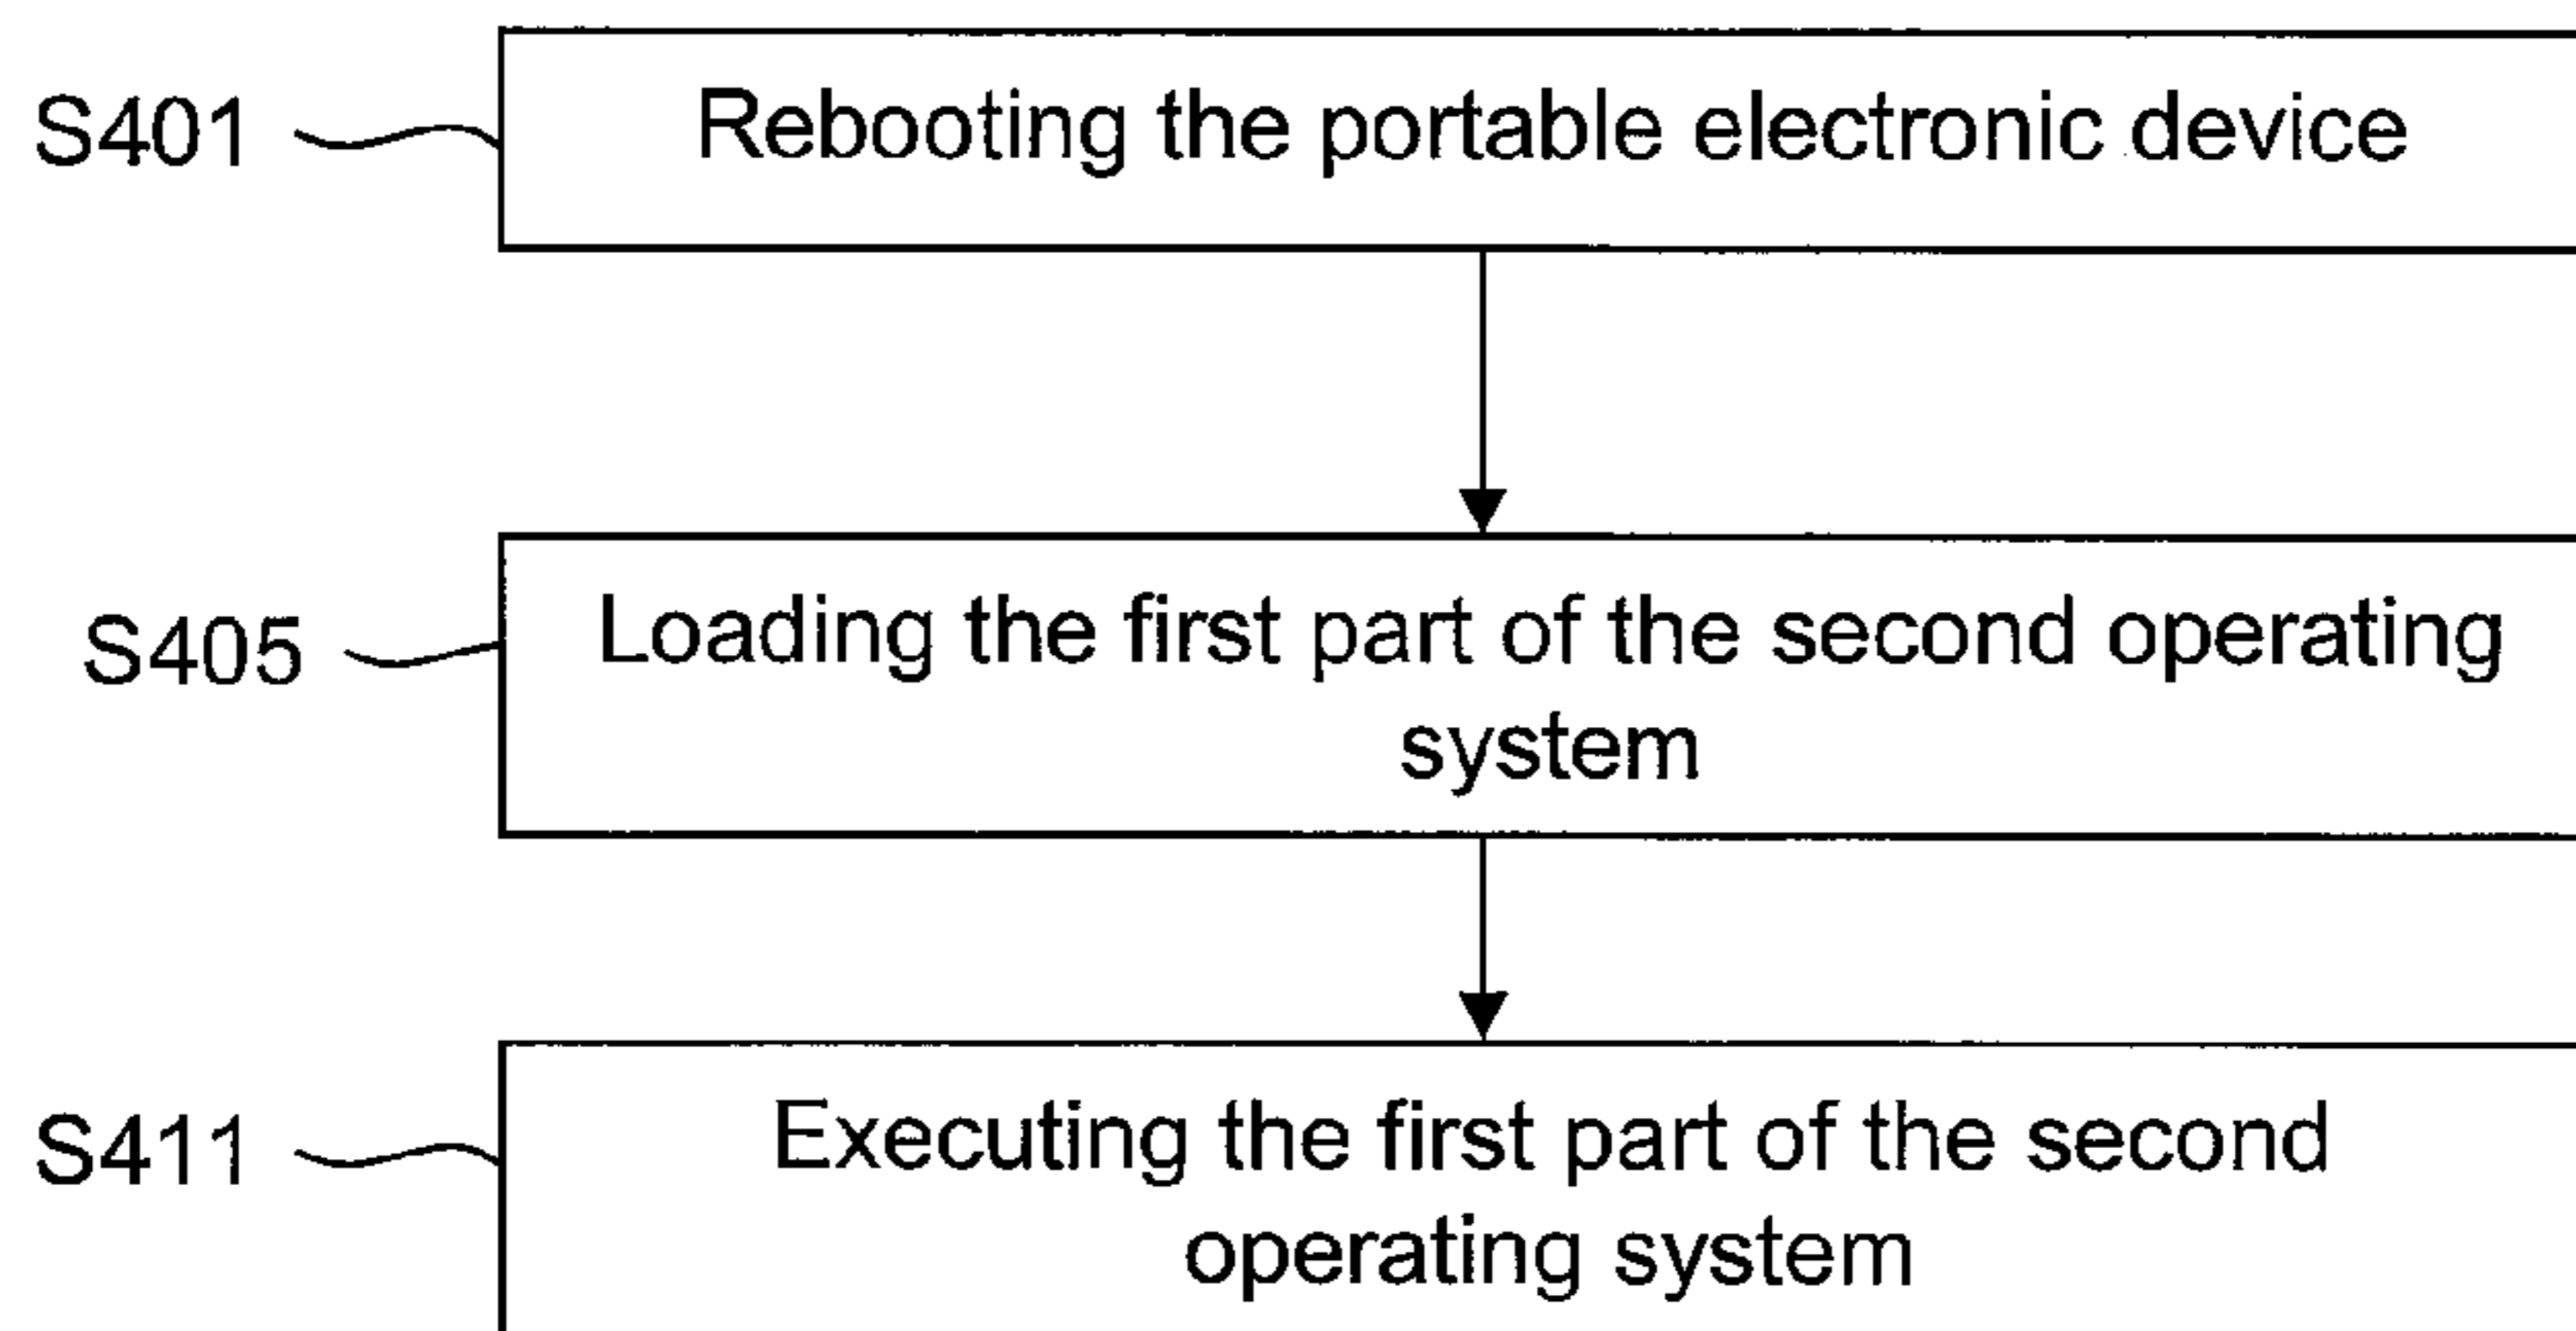 S401
Rebooting the portable electronic device
S405
Loading the first part of the second operating
system
S411
Executing the first part of the second
operating system